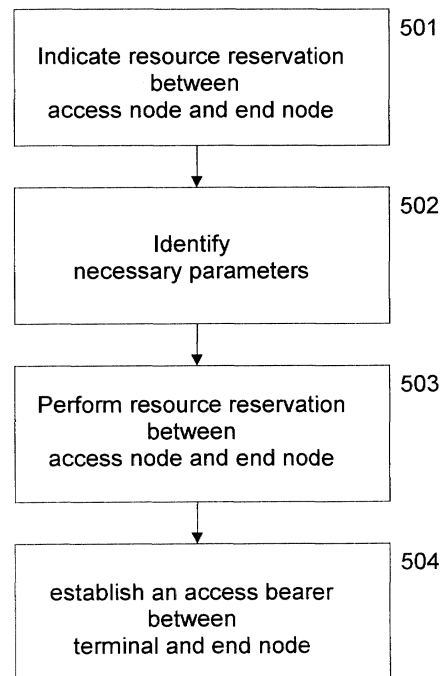 501
Indicate resource reservation
between
access node and end node
502
Identify
necessary parameters
503
Perform resource reservation
between
access node and end node
504
establish an access bearer
between
terminal and end node